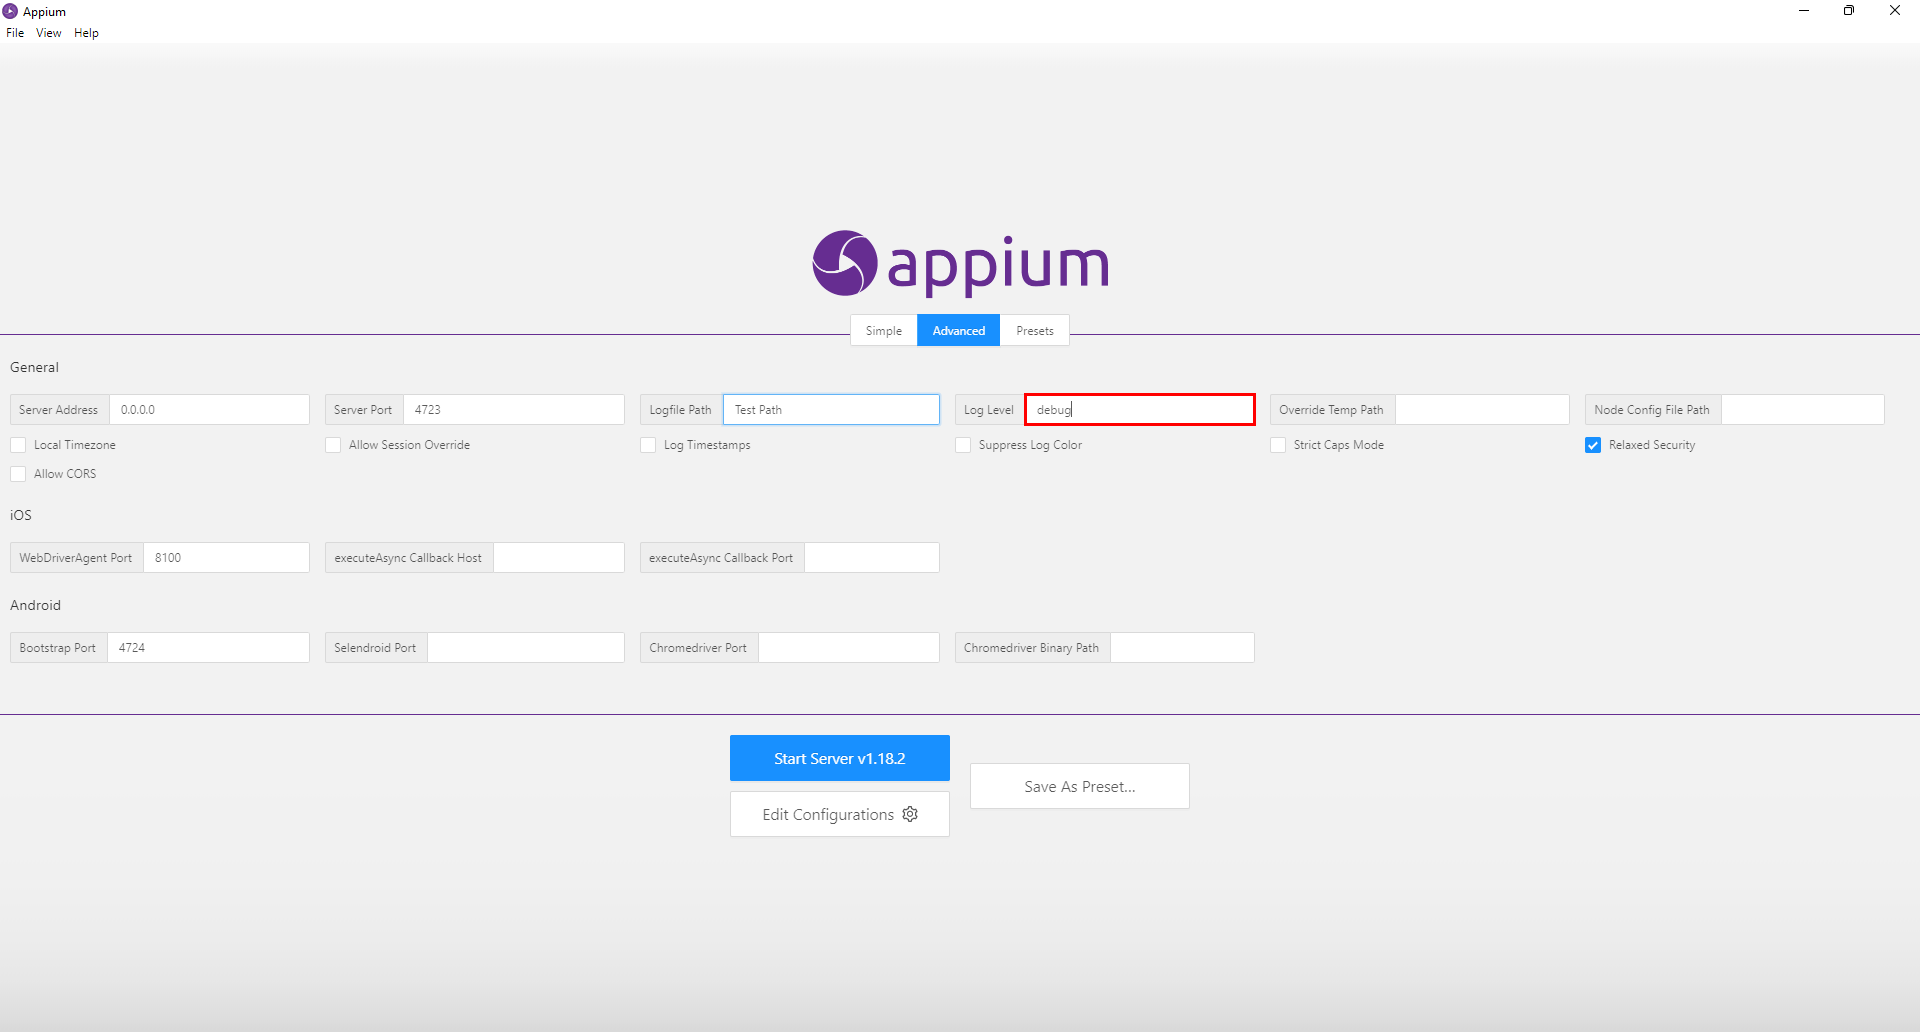 Appium
File View Help
appium
Simple Advanced Presets
General
Server Address 0.0.0.0 Server Port 4723 Logfile Path Test Path Log Level debug Override Temp Path Node Config File Path
Local Timezone Allow Session Override Log Timestamps Suppress Log Color Strict Caps Mode Relaxed Security
Allow CORS
iOS
WebDriverAgent Port 8100 executeAsync Callback Host executeAsync Callback Port
Android
Bootstrap Port 4724 Selendroid Port Chromedriver Port Chromedriver Binary Path
Start Server v1.18.2
Save As Preset...
Edit Configurations